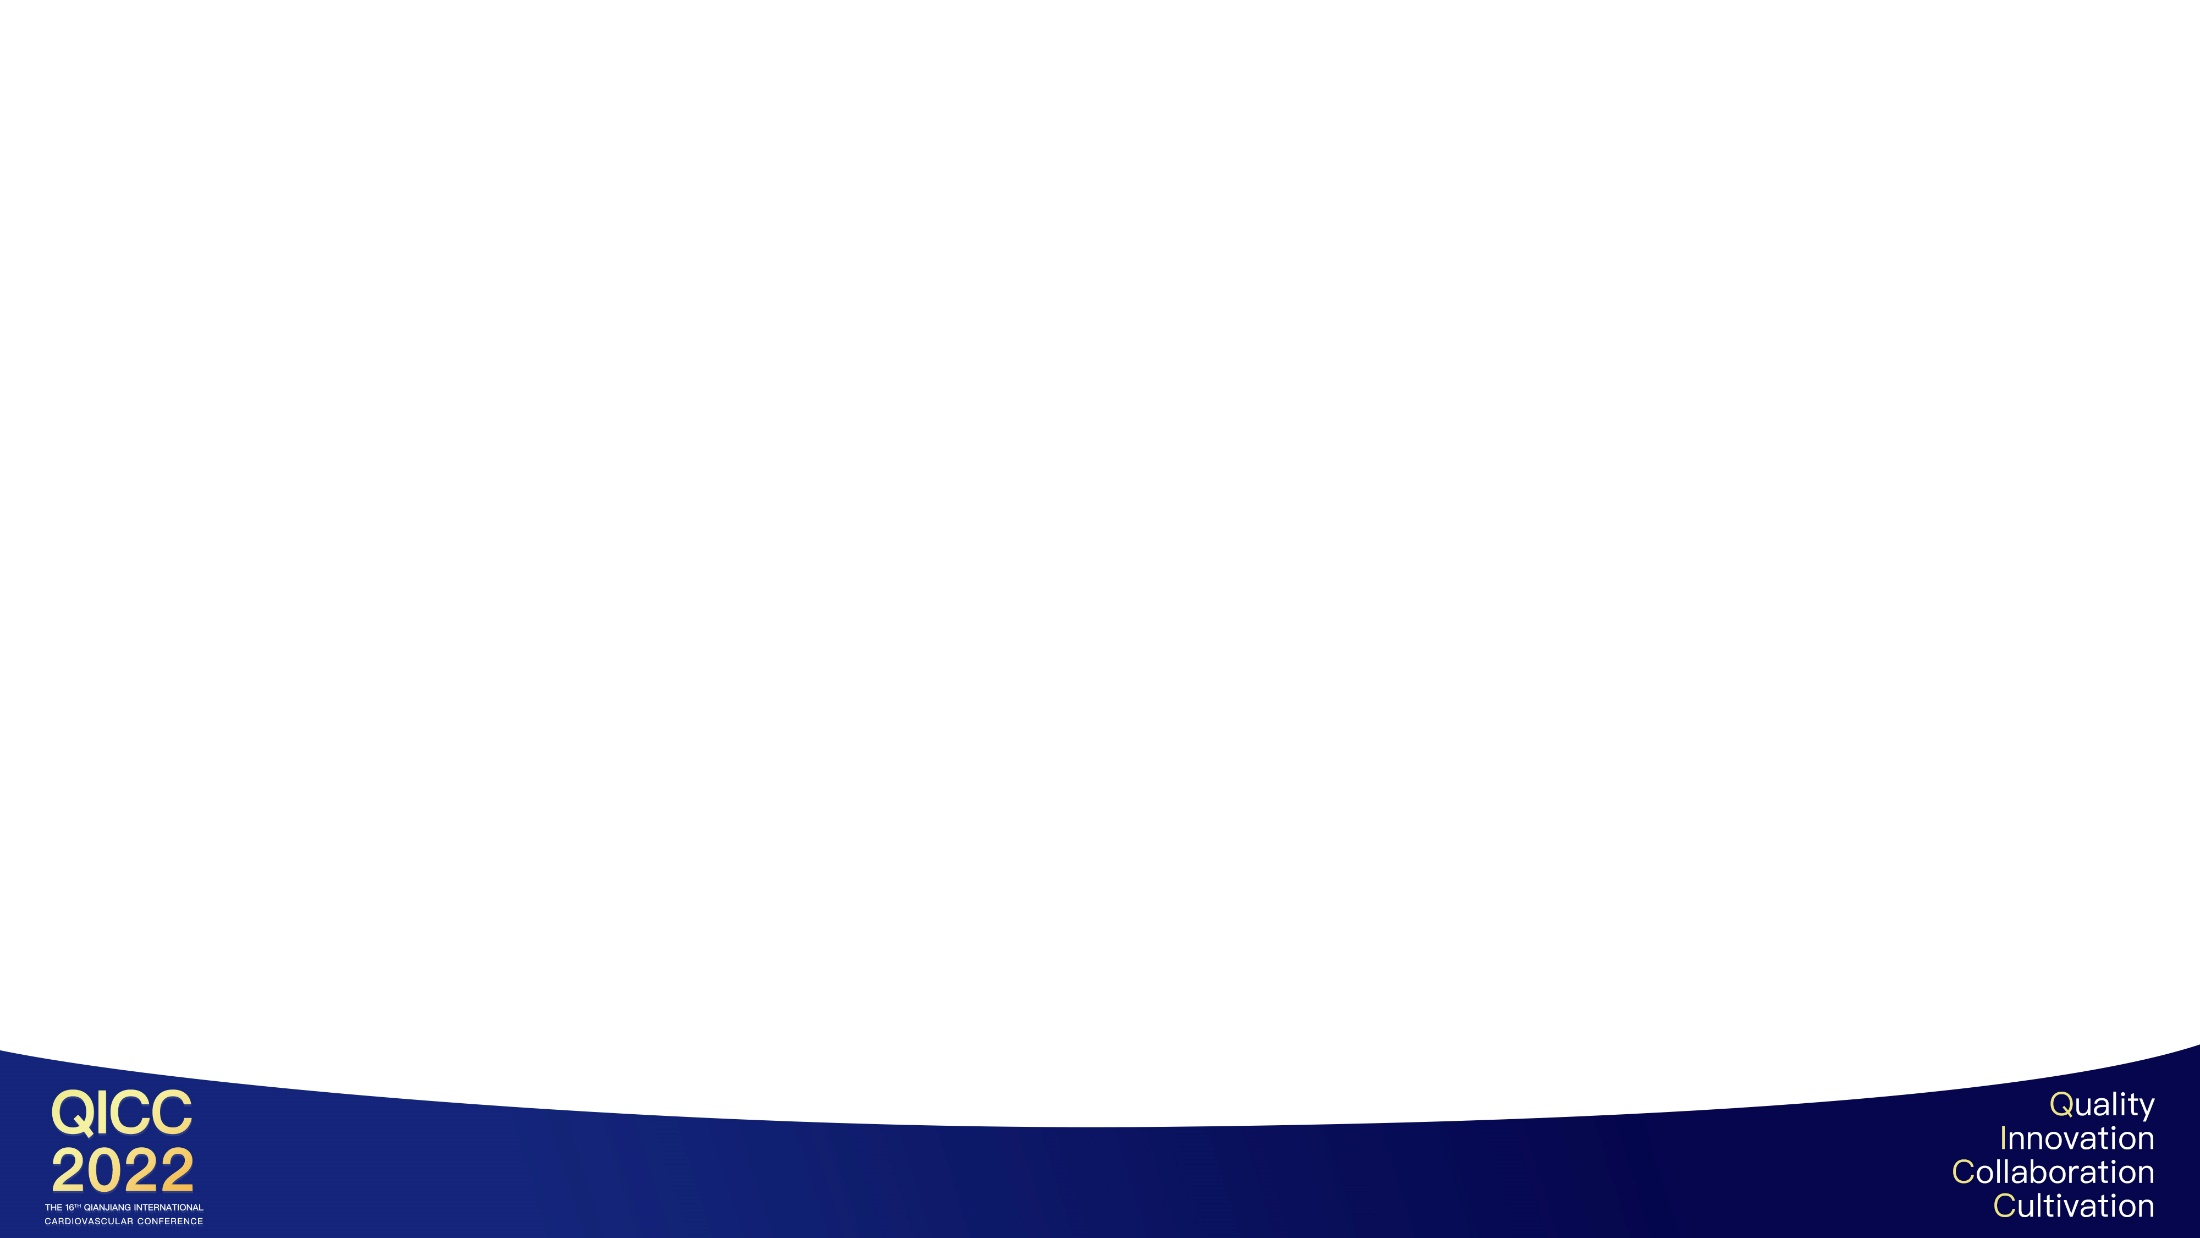 QICC
2022
THE 16TH QIANJIANG INTERNATIONAL
CARDIOVASCULAR CONFERENCE
Quality
Innovation
Collaboration
Cultivation